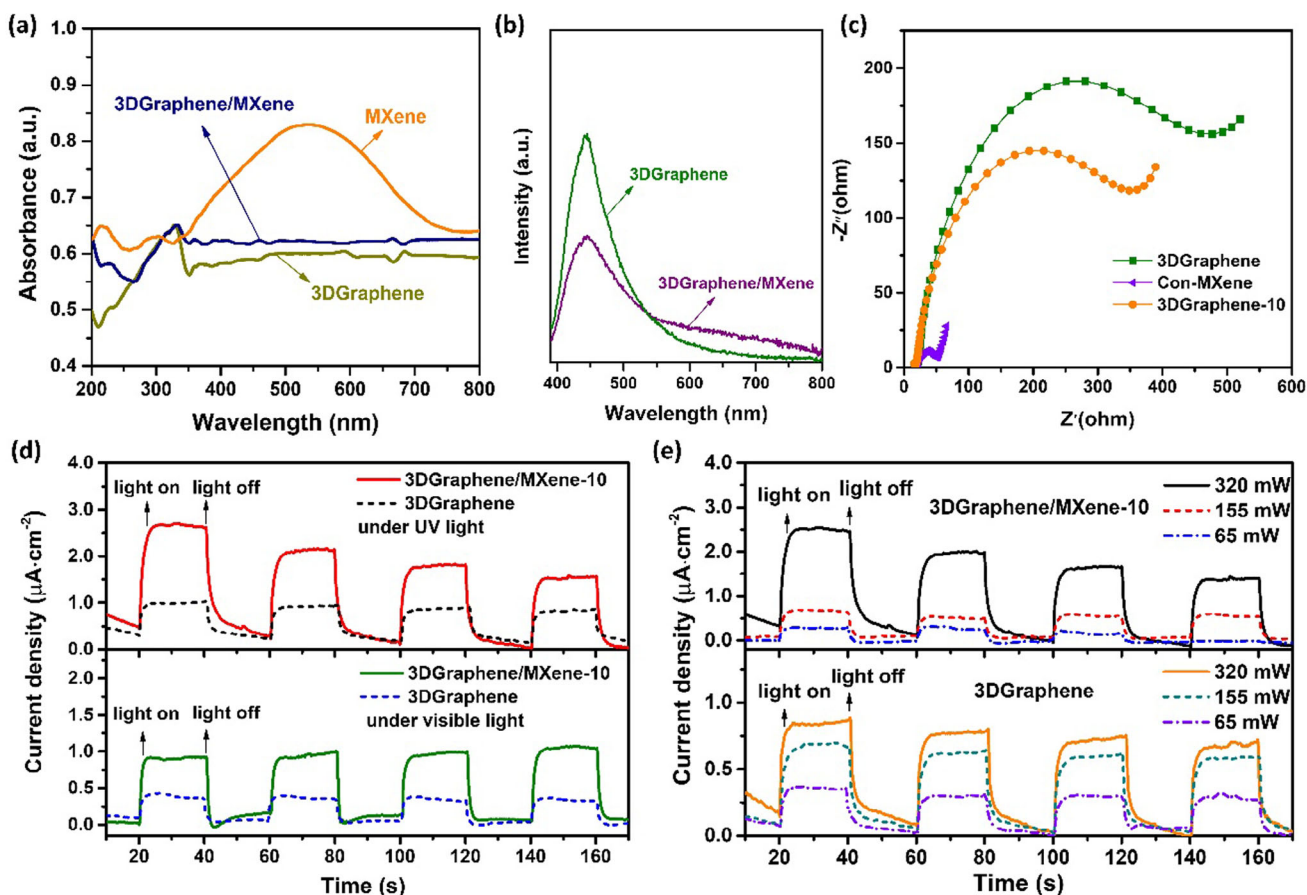 (a)
1.0
0.9
0.8
0.7
0.6
0.5
0.4
Absorbance (a.u.)
3DGraphene/MXene
MXene
3DGraphene
200 300 400 500 600 700 800
Wavelength (nm)
(b)
Intensity (a.u.)
3DGraphene
3DGraphene/MXene
400 500 600 700 800
Wavelength (nm)
(c)
200
150
100
50
0
-Z″(ohm)
3DGraphene
Con-MXene
3DGraphene-10
0 100 200 300 400 500 600
Z′(ohm)
(d)
4.0
3.0
2.0
1.0
0.0
light on light off
3DGraphene/MXene-10
3DGraphene
under UV light
Current density (μA·cm⁻²)
2.0
1.5
1.0
0.5
0.0
light on light off
3DGraphene/MXene-10
3DGraphene
under visible light
20 40 60 80 100 120 140 160
Time (s)
(e)
4.0
3.0
2.0
1.0
0.0
light on light off
3DGraphene/MXene-10
320 mW
155 mW
65 mW
Current density (μA·cm⁻²)
1.0
0.5
0.0
light on light off
3DGraphene
320 mW
155 mW
65 mW
20 40 60 80 100 120 140 160
Time (s)